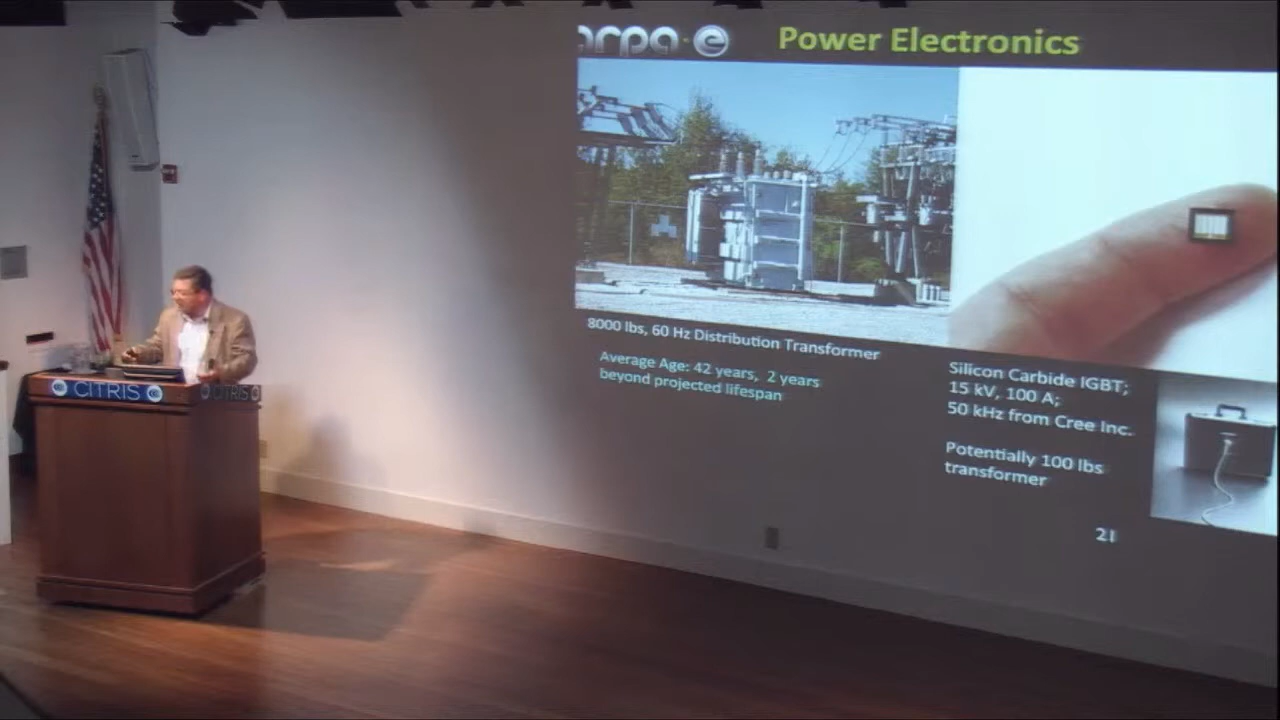 arpa·e
Power Electronics
8000 lbs, 60 Hz Distribution Transformer
Average Age: 42 years, 2 years
beyond projected lifespan
Silicon Carbide IGBT;
15 kV, 100 A;
50 kHz from Cree Inc.
Potentially 100 lbs
transformer
21
CITRIS
CITRIS